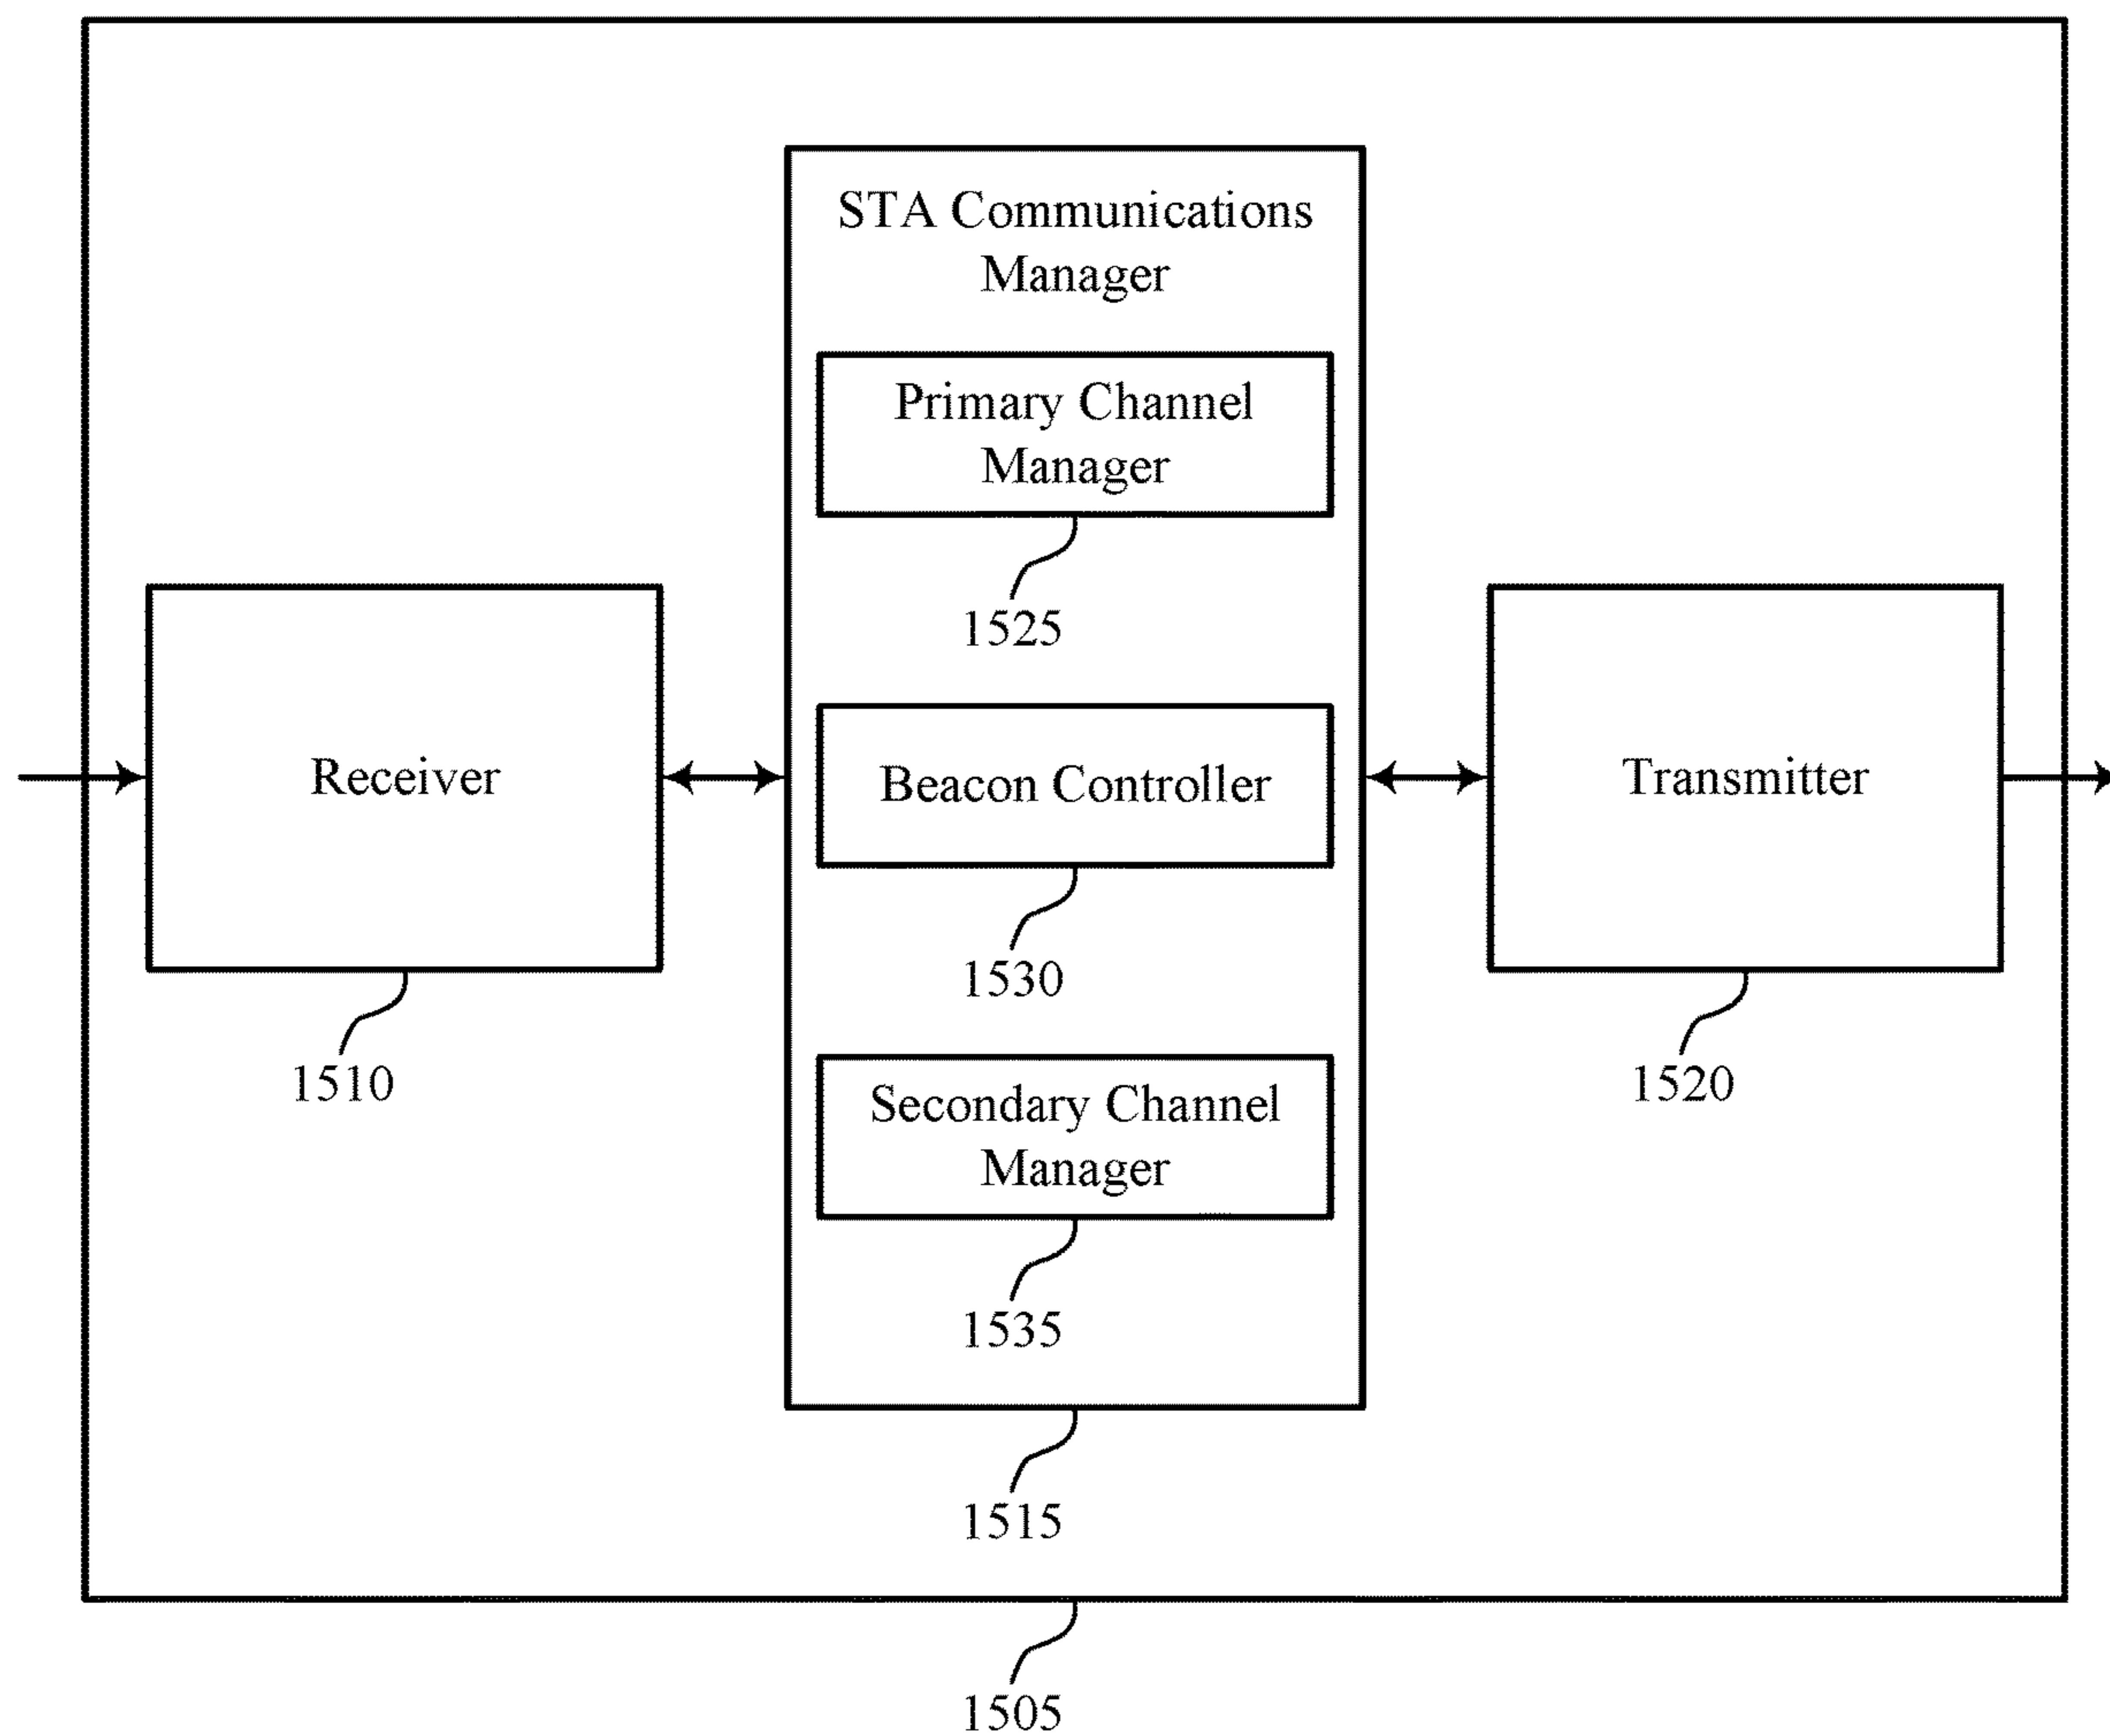 STA Communications
Manager
Primary Channel
Manager
1525
Receiver
Beacon Controller
Transmitter
1530
1510
1520
Secondary Channel
Manager
1535
1515
1505